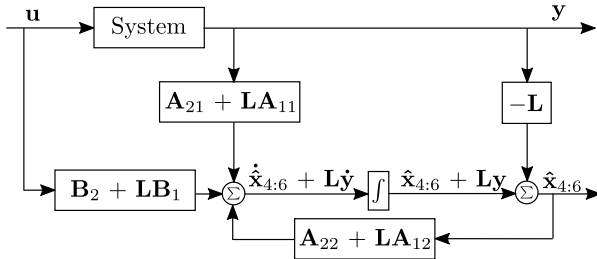 u
System
y
A₂₁ + LA₁₁
−L
B₂ + LB₁
Σ
x̂̇₄:₆ + Lẏ
∫
x̂₄:₆ + Ly
Σ
x̂₄:₆
A₂₂ + LA₁₂